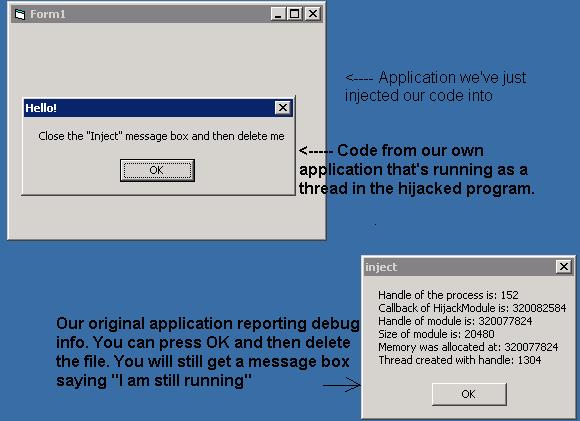 Form1
<---- Application we've just
injected our code into
Hello!
Close the "Inject" message box and then delete me
OK
<----- Code from our own
application that's running as a
thread in the hijacked program.
inject
Handle of the process is: 152
Callback of HijackModule is: 320082584
Handle of module is: 320077824
Size of module is: 20480
Memory was allocated at: 320077824
Thread created with handle: 1304
OK
Our original application reporting debug
info. You can press OK and then delete
the file. You will still get a message box
saying "I am still running"